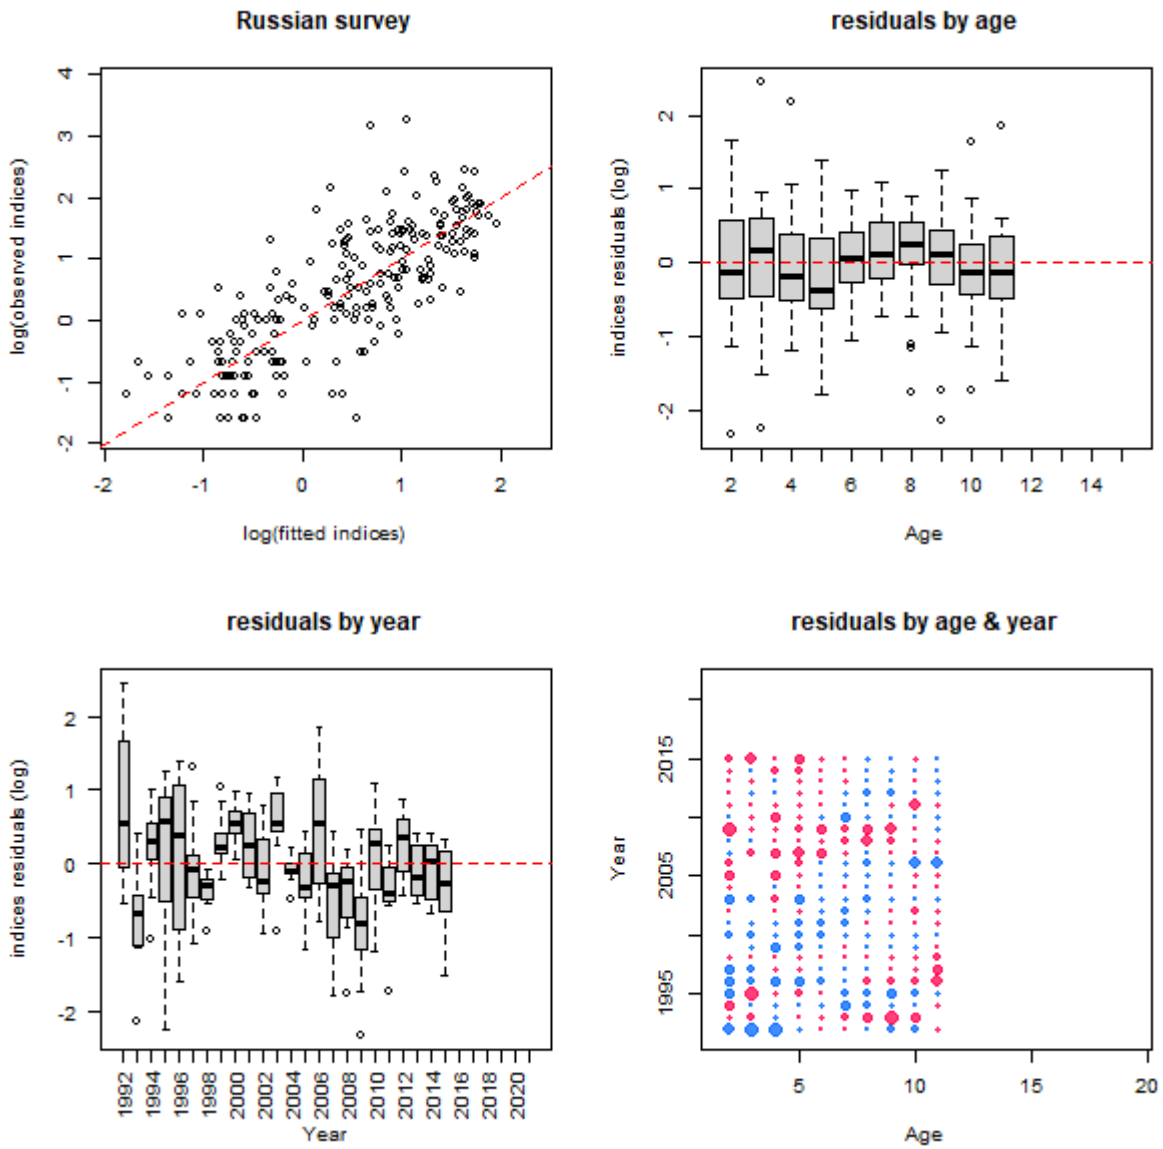 Russian survey
log(observed indices)
4
3
2
1
0
-1
-2
-2 -1 0 1 2
log(fitted indices)
residuals by age
indices residuals (log)
2
1
0
-1
-2
2 4 6 8 10 12 14
Age
residuals by year
indices residuals (log)
2
1
0
-1
-2
1992 1994 1996 1998 2000 2002 2004 2006 2008 2010 2012 2014 2016 2018 2020
Year
residuals by age & year
Year
2015
2005
1995
5 10 15 20
Age